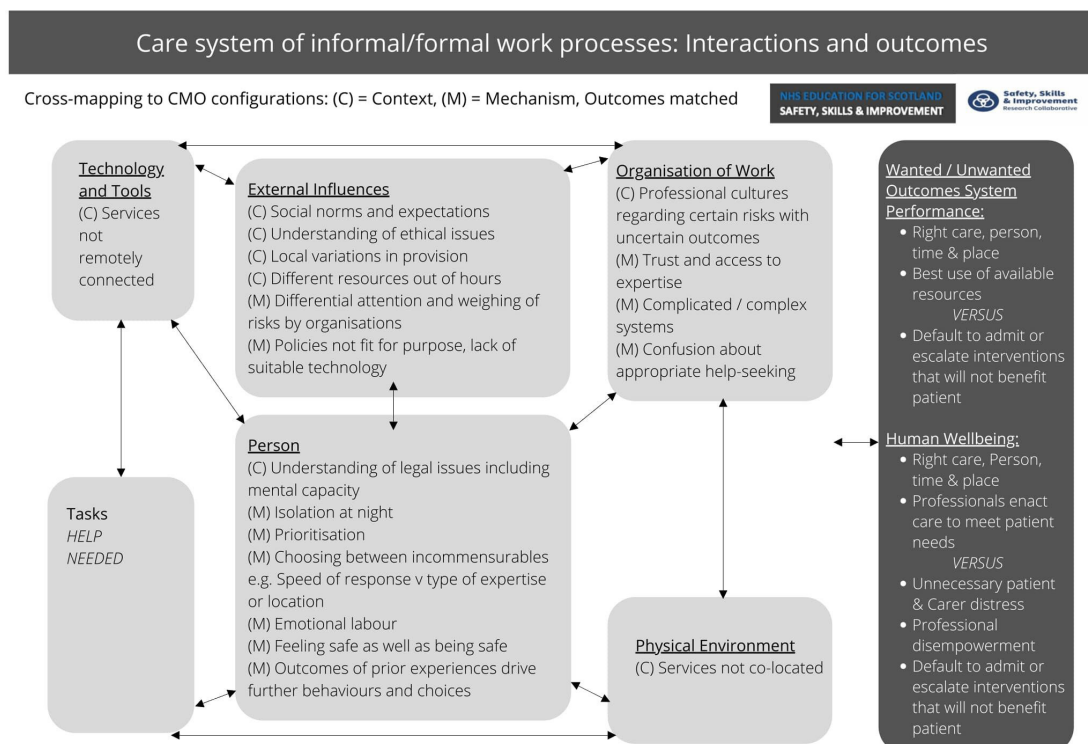 Care system of informal/formal work processes: Interactions and outcomes
Cross-mapping to CMO configurations: (C) = Context, (M) = Mechanism, Outcomes matched
NHS EDUCATION FOR SCOTLAND
SAFETY, SKILLS & IMPROVEMENT
Safety, Skills
& Improvement
Research Collaborative
Technology
and Tools
(C) Services
not
remotely
connected
External Influences
(C) Social norms and expectations
(C) Understanding of ethical issues
(C) Local variations in provision
(C) Different resources out of hours
(M) Differential attention and weighing of
risks by organisations
(M) Policies not fit for purpose, lack of
suitable technology
Organisation of Work
(C) Professional cultures
regarding certain risks with
uncertain outcomes
(M) Trust and access to
expertise
(M) Complicated / complex
systems
(M) Confusion about
appropriate help-seeking
Tasks
HELP
NEEDED
Person
(C) Understanding of legal issues including
mental capacity
(M) Isolation at night
(M) Prioritisation
(M) Choosing between incommensurables
e.g. Speed of response v type of expertise
or location
(M) Emotional labour
(M) Feeling safe as well as being safe
(M) Outcomes of prior experiences drive
further behaviours and choices
Physical Environment
(C) Services not co-located
Wanted / Unwanted
Outcomes System
Performance:
• Right care, person,
time & place
• Best use of available
resources
VERSUS
• Default to admit or
escalate interventions
that will not benefit
patient
Human Wellbeing:
• Right care, Person,
time & place
• Professionals enact
care to meet patient
needs
VERSUS
• Unnecessary patient
& Carer distress
• Professional
disempowerment
• Default to admit or
escalate interventions
that will not benefit
patient